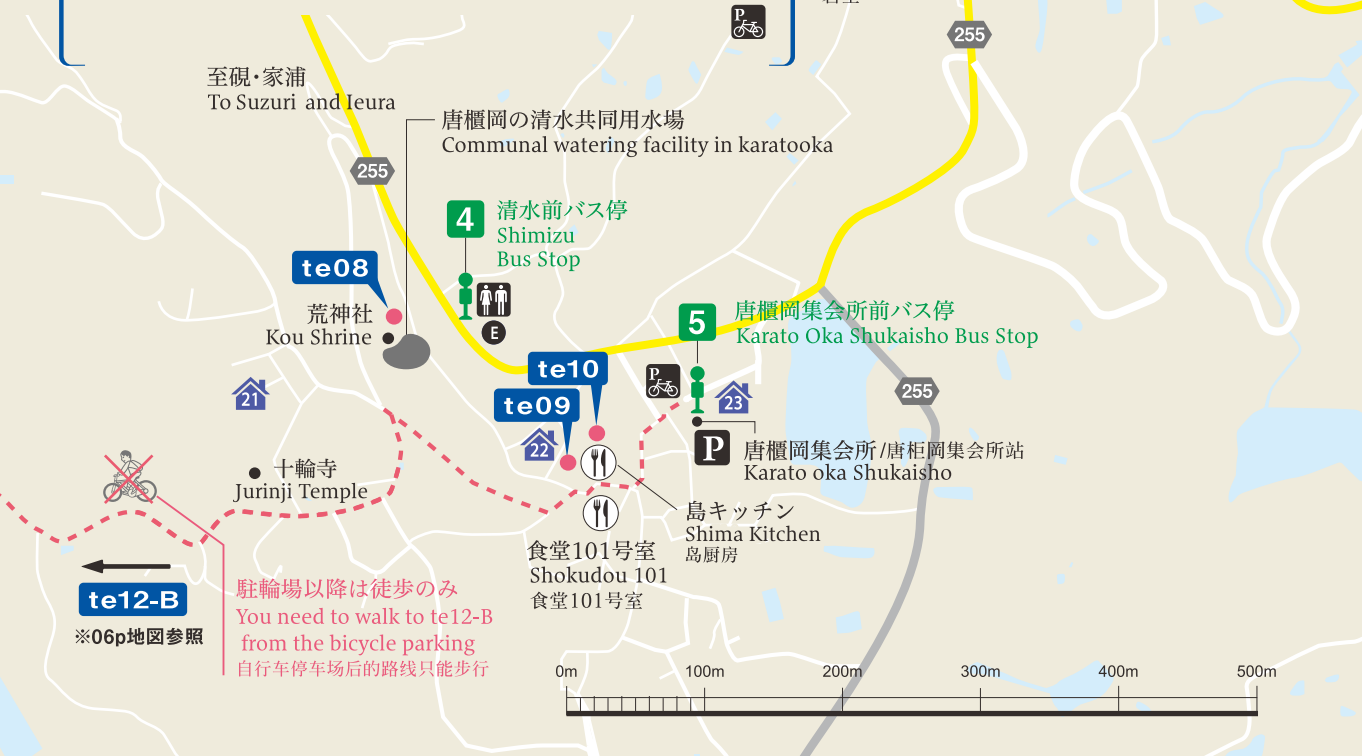 P
255
至硯・家浦
To Suzuri and Ieura
唐櫃岡の清水共同用水場
Communal watering facility in karatooka
255
4
清水前バス停
Shimizu
Bus Stop
te08
荒神社
Kou Shrine
E
5
唐櫃岡集会所前バス停
Karato Oka Shukaisho Bus Stop
te10
te09
P
21
22
23
255
P
唐櫃岡集会所/唐柜岡集会所站
Karato oka Shukaisho
十輪寺
Jurinji Temple
島キッチン
Shima Kitchen
岛厨房
食堂101号室
Shokudou 101
食堂101号室
te12-B
※06p地図参照
駐輪場以降は徒歩のみ
You need to walk to te12-B
from the bicycle parking
自行车停车场后的路线只能步行
0m 100m 200m 300m 400m 500m